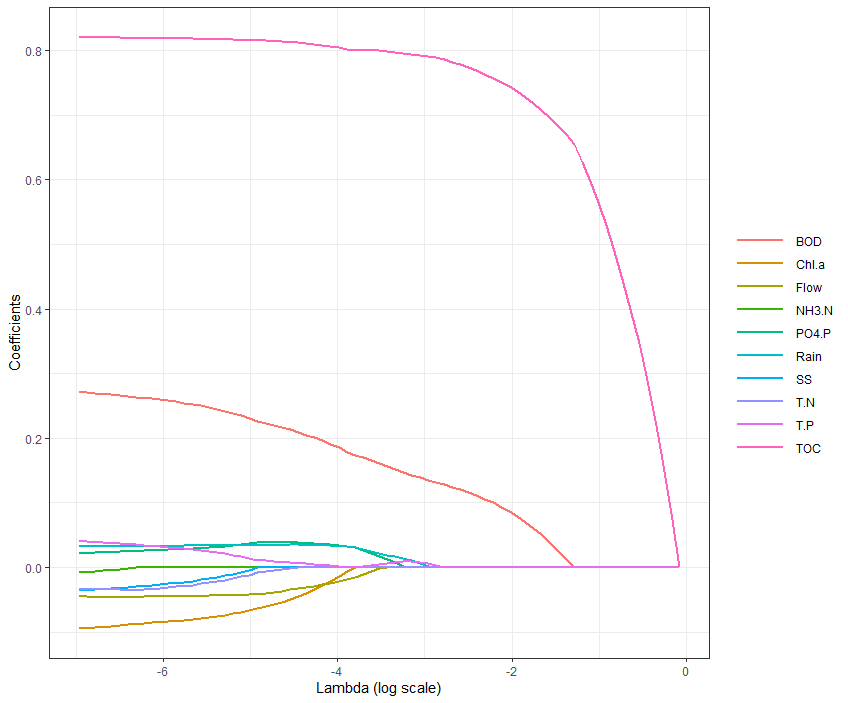 0.8
0.6
0.4
0.2
0.0
Coefficients
-6
-4
-2
0
Lambda (log scale)
BOD
Chl.a
Flow
NH3.N
PO4.P
Rain
SS
T.N
T.P
TOC